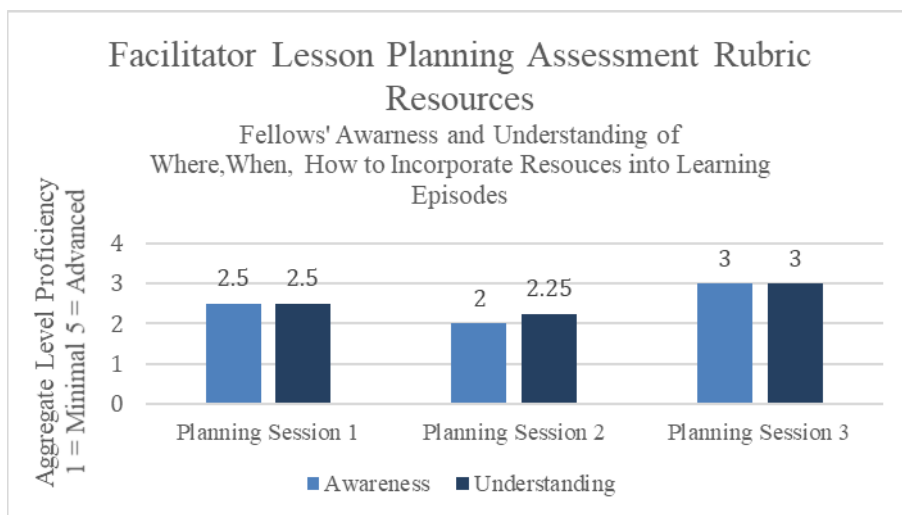 Facilitator Lesson Planning Assessment Rubric
Resources
Fellows' Awarness and Understanding of
Where,When, How to Incorporate Resouces into Learning
Episodes
Aggregate Level Proficiency
1 = Minimal 5 = Advanced
4
3
2
1
0
2.5
2.5
2
2.25
3
3
Planning Session 1
Planning Session 2
Planning Session 3
Awareness
Understanding